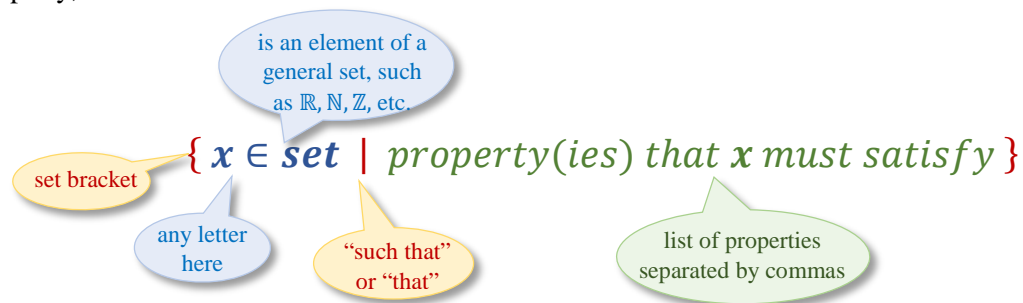 is an element of a
general set, such
as ℝ, ℕ, ℤ, etc.
{ x ∈ set | property(ies) that x must satisfy }
set bracket
any letter
here
“such that”
or “that”
list of properties
separated by commas